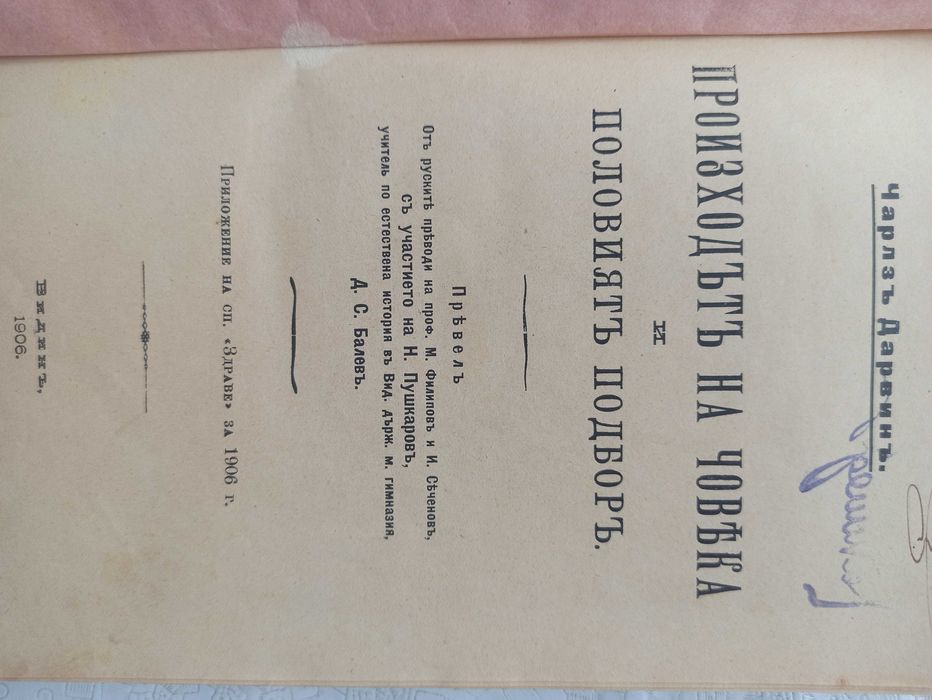 Чарлзъ Дарвинъ.
ПРОИЗХОДЪТЪ НА ЧОВѢКА
И
ПОЛОВИЯТЪ ПОДБОРЪ.
Прѣвелъ
Отъ руснитѣ прѣводи на проф. М. Филиповъ и И. Сѣченовъ,
съ участието на Н. Пушкаровъ,
учитель по естествена история въ Вид. държ. м. гимназия,
Д. С. Балевъ.
Приложение на сп. «Здраве» за 1906 г.
Видинъ,
1906.